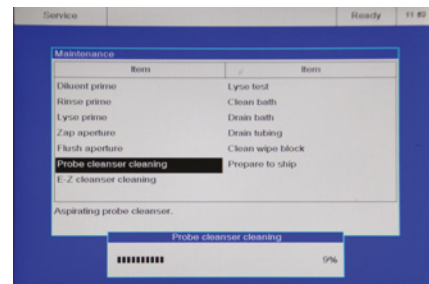 Service Ready 11:02
Maintenance
Item Item
Diluent prime Lyse test
Rinse prime Clean bath
Lyse prime Drain bath
Zap aperture Drain tubing
Flush aperture Clean wipe block
Probe cleanser cleaning Prepare to ship
E-Z cleanser cleaning
Aspirating probe cleanser.
Probe cleanser cleaning
9%